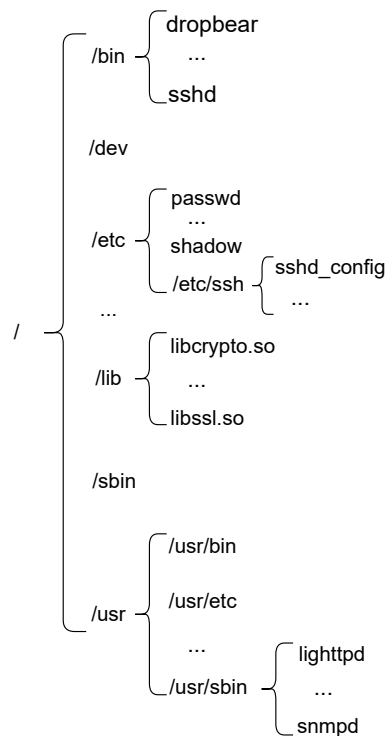 dropbear
/bin
...
sshd
/dev
passwd
...
/etc
shadow
/etc/ssh
sshd_config
...
...
/
libcrypto.so
/lib
...
libssl.so
/sbin
/usr/bin
/usr/etc
/usr
...
/usr/sbin
lighttpd
...
snmpd